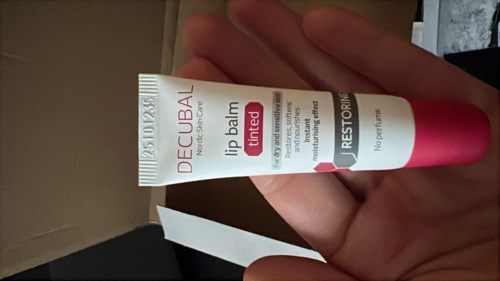 25101235
DECUBAL
Nordic Skin Care
lip balm
tinted
For dry and sensitive skin
Restores, softens
and nourishes
Instant
moisturising effect
RESTORING
No perfume